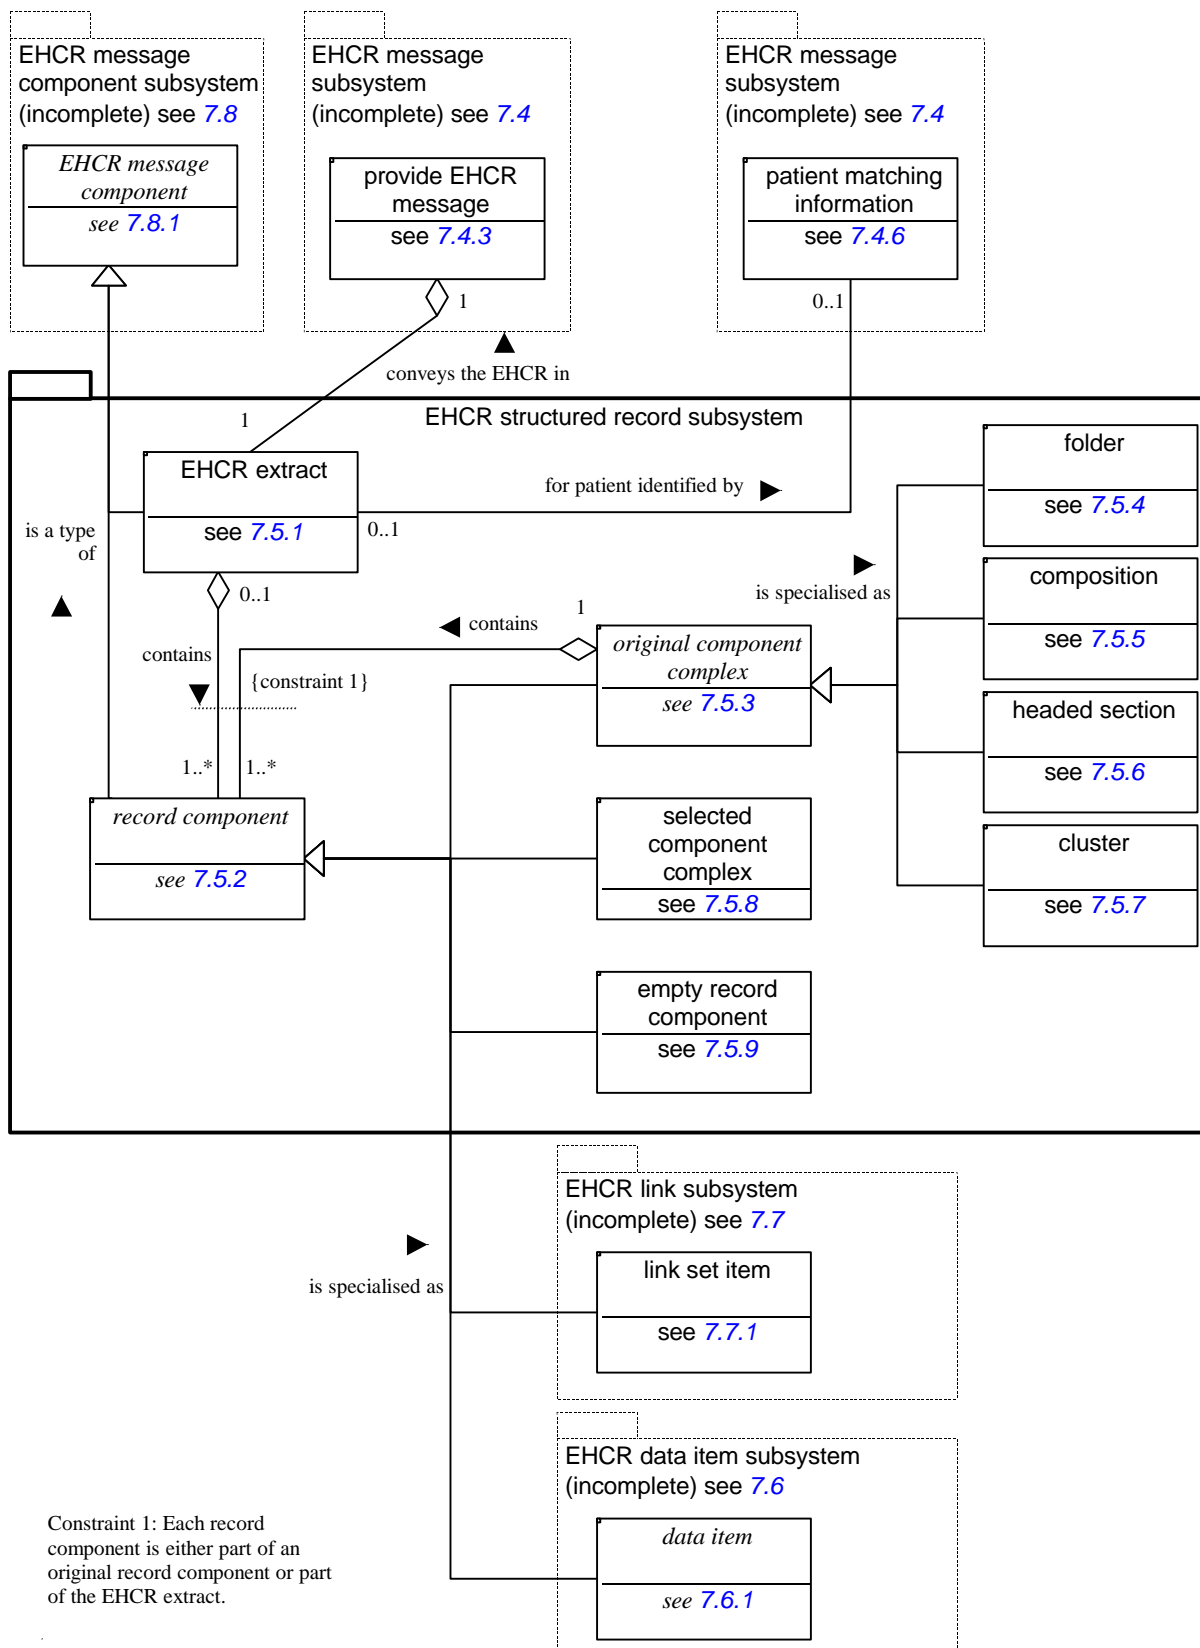 EHCR message
component subsystem
(incomplete) see 7.8
EHCR message
component
see 7.8.1
EHCR message
subsystem
(incomplete) see 7.4
provide EHCR
message
see 7.4.3
1
EHCR message
subsystem
(incomplete) see 7.4
patient matching
information
see 7.4.6
0..1
conveys the EHCR in
EHCR structured record subsystem
1
EHCR extract
see 7.5.1
for patient identified by
0..1
is a type
of
0..1
contains
{constraint 1}
contains
1
1..*
1..*
record component
see 7.5.2
original component
complex
see 7.5.3
is specialised as
folder
see 7.5.4
composition
see 7.5.5
headed section
see 7.5.6
cluster
see 7.5.7
selected
component
complex
see 7.5.8
empty record
component
see 7.5.9
EHCR link subsystem
(incomplete) see 7.7
link set item
see 7.7.1
is specialised as
EHCR data item subsystem
(incomplete) see 7.6
data item
see 7.6.1
Constraint 1: Each record
component is either part of an
original record component or part
of the EHCR extract.